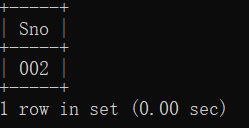 +-----+
| Sno |
+-----+
| 002 |
+-----+
1 row in set (0.00 sec)